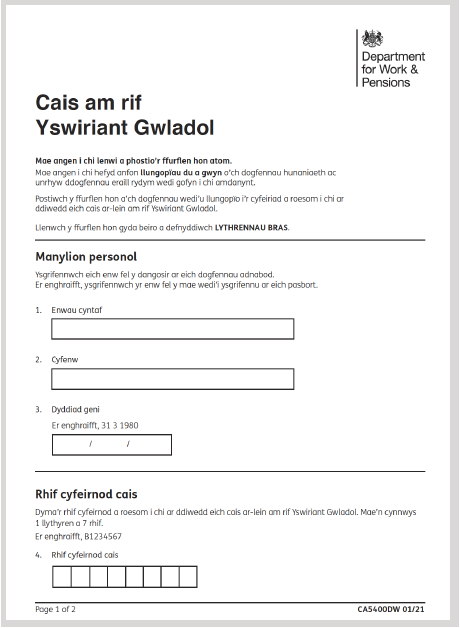 Department
for Work &
Pensions
Cais am rif
Yswiriant Gwladol
Mae angen i chi lenwi a phostio'r ffurflen hon atom.
Mae angen i chi hefyd anfon llungopïau du a gwyn o'ch dogfennau hunaniaeth ac
unrhyw ddogfennau eraill rydym wedi gofyn i chi amdanynt.
Postiwch y ffurflen hon a'ch dogfennau wedi'u llungopïo i'r cyfeiriad a roesom i chi ar
ddiwedd eich cais ar-lein am rif Yswiriant Gwladol.
Llenwch y ffurflen hon gyda beiro a defnyddiwch LYTHRENNAU BRAS.
Manylion personol
Ysgrifennwch eich enw fel y dangosir ar eich dogfennau adnabod.
Er enghraifft, ysgrifennwch yr enw fel y mae wedi'i ysgrifennu ar eich pasbort.
1. Enwau cyntaf
2. Cyfenw
3. Dyddiad geni
Er enghraifft, 31 3 1980
/ /
Rhif cyfeirnod cais
Dyma'r rhif cyfeirnod a roesom i chi ar ddiwedd eich cais ar-lein am rif Yswiriant Gwladol. Mae'n cynnwys
1 llythyren a 7 rhif.
Er enghraifft, B1234567
4. Rhif cyfeirnod cais
Page 1 of 2 CA5400DW 01/21